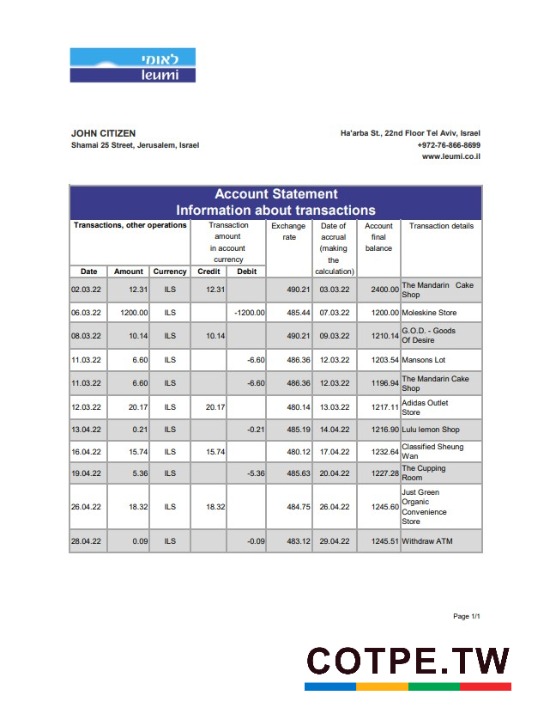 לאומי
leumi
JOHN CITIZEN
Shamai 25 Street, Jerusalem, Israel
Ha'arba St., 22nd Floor Tel Aviv, Israel
+972-76-866-8699
www.leumi.co.il
Account Statement
Information about transactions
Transactions, other operations Transaction amount in account currency Exchange rate Date of accrual (making the calculation) Account final balance Transaction details
Date Amount Currency Credit Debit
02.03.22 12.31 ILS 12.31 490.21 03.03.22 2400.00 The Mandarin Cake Shop
06.03.22 1200.00 ILS -1200.00 485.44 07.03.22 1200.00 Moleskine Store
08.03.22 10.14 ILS 10.14 490.21 09.03.22 1210.14 G.O.D. - Goods Of Desire
11.03.22 6.60 ILS -6.60 486.36 12.03.22 1203.54 Mansons Lot
11.03.22 6.60 ILS -6.60 486.36 12.03.22 1196.94 The Mandarin Cake Shop
12.03.22 20.17 ILS 20.17 480.14 13.03.22 1217.11 Adidas Outlet Store
13.04.22 0.21 ILS -0.21 485.19 14.04.22 1216.90 Lulu lemon Shop
16.04.22 15.74 ILS 15.74 480.12 17.04.22 1232.64 Classified Sheung Wan
19.04.22 5.36 ILS -5.36 485.63 20.04.22 1227.28 The Cupping Room
26.04.22 18.32 ILS 18.32 484.75 26.04.22 1245.60 Just Green Organic Convenience Store
28.04.22 0.09 ILS -0.09 483.12 29.04.22 1245.51 Withdraw ATM
Page 1/1
COTPE.TW